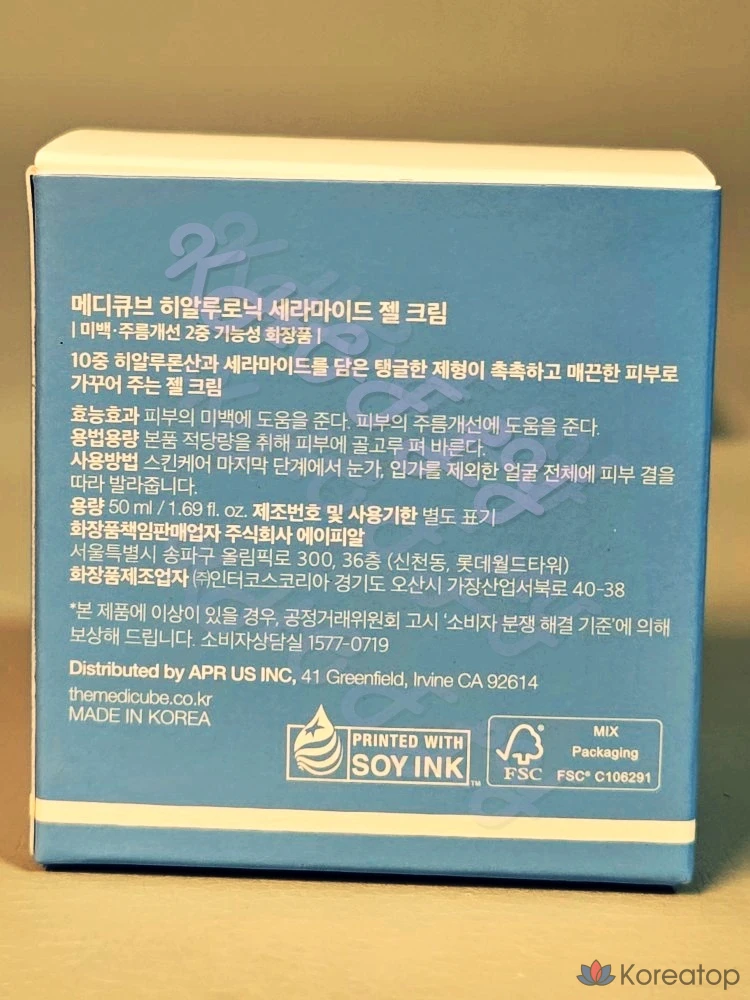 메디큐브 히알루로닉 세라마이드 젤 크림
| 미백·주름개선 2중 기능성 화장품 |
10중 히알루론산과 세라마이드를 담은 탱글한 제형이 촉촉하고 매끈한 피부로
가꾸어 주는 젤 크림
효능효과 피부의 미백에 도움을 준다. 피부의 주름개선에 도움을 준다.
용법용량 본품 적당량을 취해 피부에 골고루 펴 바른다.
사용방법 스킨케어 마지막 단계에서 눈가, 입가를 제외한 얼굴 전체에 피부 결을
따라 발라줍니다.
용량 50 ml / 1.69 fl. oz. 제조번호 및 사용기한 별도 표기
화장품책임판매업자 주식회사 에이피알
서울특별시 송파구 올림픽로 300, 36층 (신천동, 롯데월드타워)
화장품제조업자 ㈜인터코스코리아 경기도 오산시 가장산업서북로 40-38
*본 제품에 이상이 있을 경우, 공정거래위원회 고시 '소비자 분쟁 해결 기준'에 의해
보상해 드립니다. 소비자상담실 1577-0719
Distributed by APR US INC, 41 Greenfield, Irvine CA 92614
themedicube.co.kr
MADE IN KOREA
PRINTED WITH
SOY INK™
FSC
MIX
Packaging
FSC® C106291
Koreatop